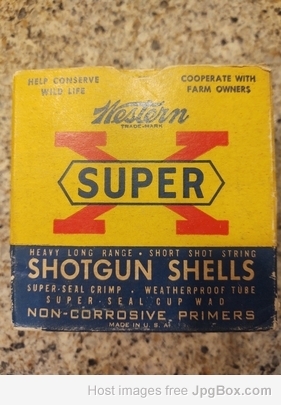 HELP CONSERVE
WILD LIFE
COOPERATE WITH
FARM OWNERS
Western
TRADE-MARK
X
SUPER
HEAVY LONG RANGE • SHORT SHOT STRING
SHOTGUN SHELLS
SUPER-SEAL CRIMP . WEATHERPROOF TUBE
SUPER-SEAL CUP WAD
NON-CORROSIVE PRIMERS
MADE IN U.S.A.
Host images free JpgBox.com